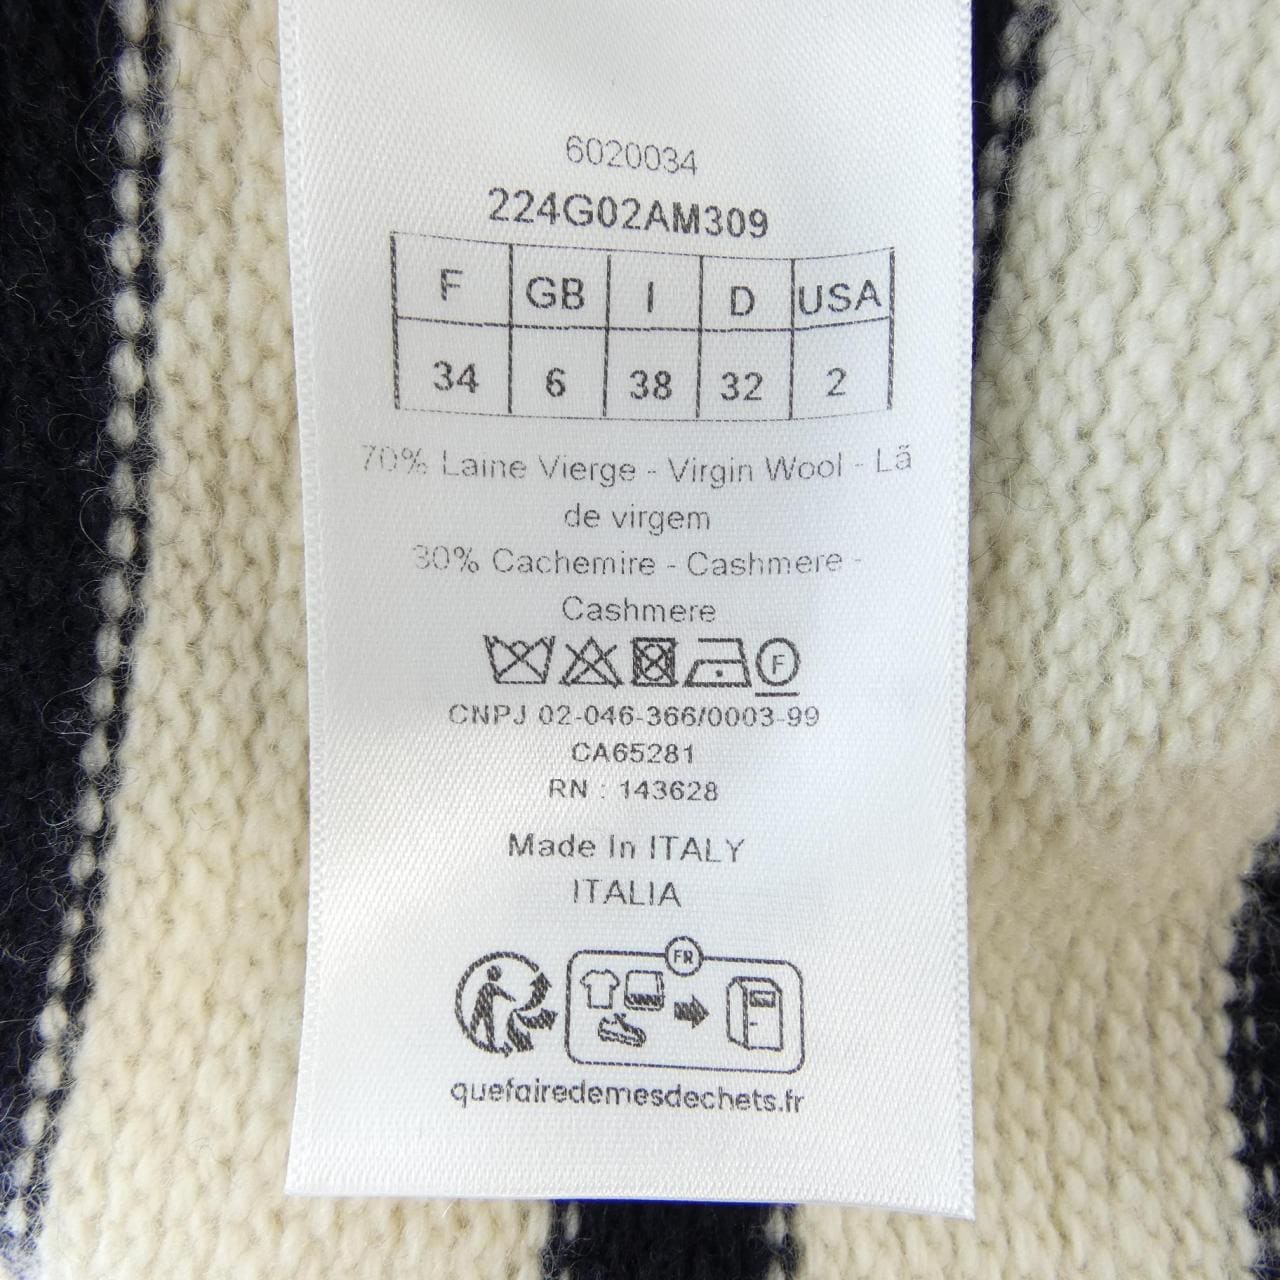 6020034
224G02AM309
F GB I D USA
34 6 38 32 2
70% Laine Vierge - Virgin Wool - Lã
de virgem
30% Cachemire - Cashmere -
Cashmere
F
CNPJ 02-046-366/0003-99
CA65281
RN : 143628
Made In ITALY
ITALIA
FR
quefairedemesdechets.fr